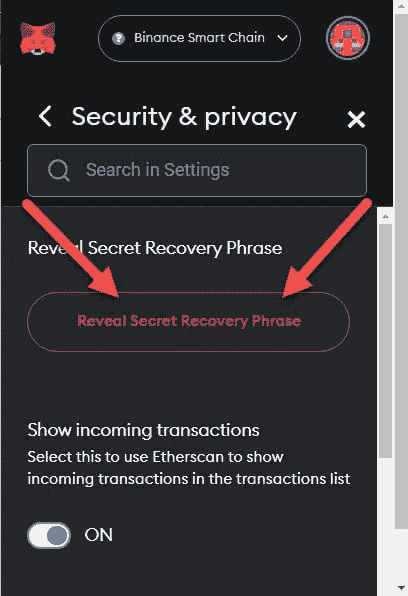 Binance Smart Chain
Security & privacy
Search in Settings
Reveal Secret Recovery Phrase
Reveal Secret Recovery Phrase
Show incoming transactions
Select this to use Etherscan to show
incoming transactions in the transactions list
ON